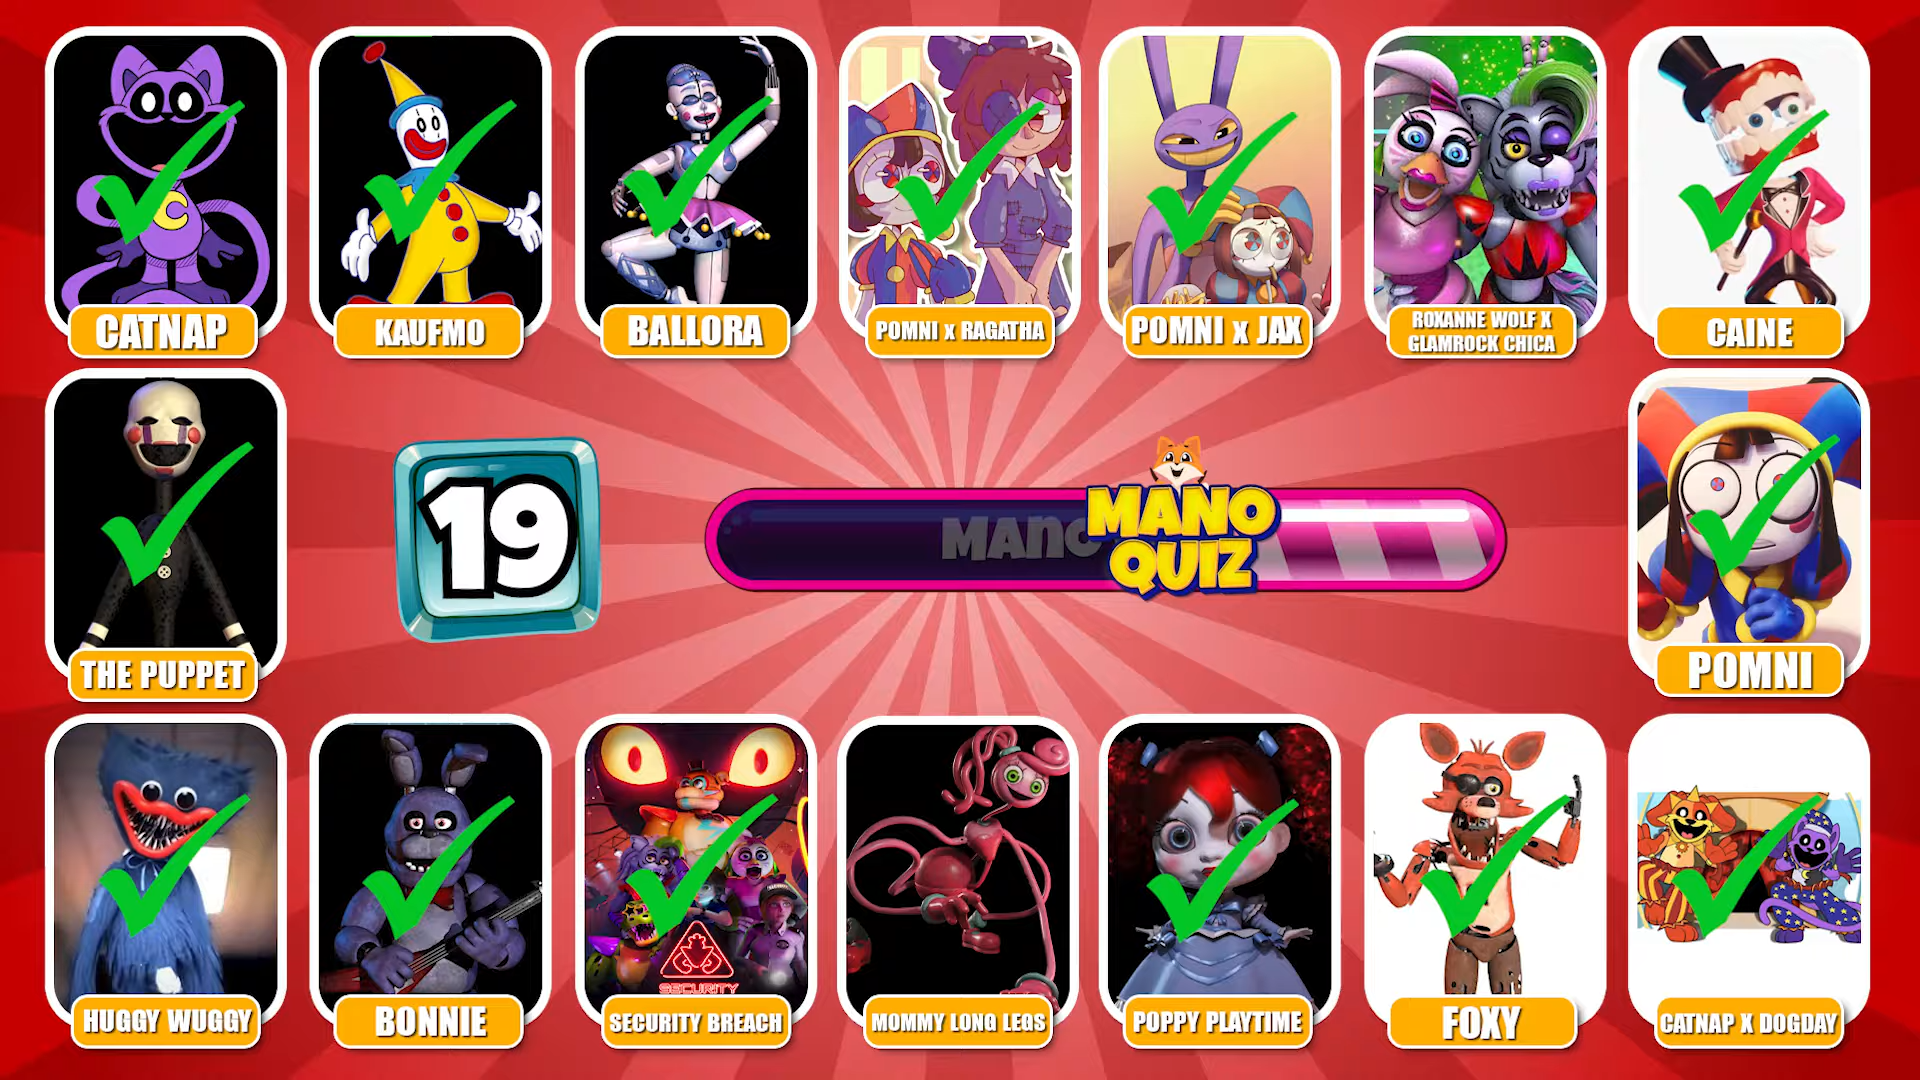 CATNAP
KAUFMO
BALLORA
POMNI x RAGATHA
POMNI x JAX
ROXANNE WOLF X
GLAMROCK CHICA
CAINE
THE PUPPET
19
MANO
MANO
QUIZ
POMNI
HUGGY WUGGY
BONNIE
SECURITY
SECURITY BREACH
MOMMY LONG LEGS
POPPY PLAYTIME
FOXY
CATNAP X DOGDAY